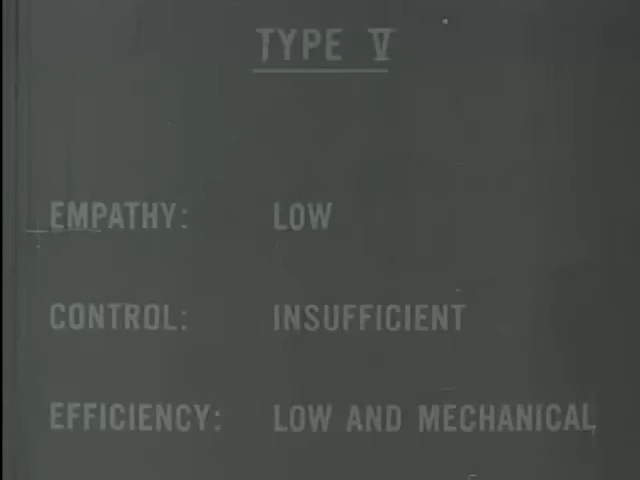 TYPE V
EMPATHY: LOW
CONTROL: INSUFFICIENT
EFFICIENCY: LOW AND MECHANICAL